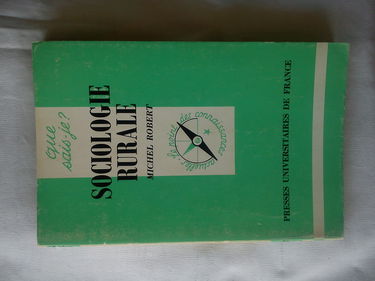 que
sais-je?
SOCIOLOGIE
RURALE
MICHEL ROBERT
le point des connaissances actuelles
PRESSES UNIVERSITAIRES DE FRANCE